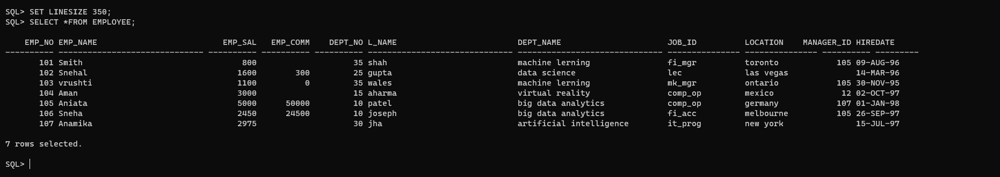 SQL> SET LINESIZE 350;
SQL> SELECT *FROM EMPLOYEE;
    EMP_NO EMP_NAME                          EMP_SAL   EMP_COMM    DEPT_NO L_NAME                         DEPT_NAME                      JOB_ID          LOCATION    MANAGER_ID HIREDATE
---------- ------------------------------ ---------- ---------- ---------- ------------------------------ ------------------------------ --------------- --------------- ---------- ---------
       101 Smith                                 800                    35 shah                           machine lerning                fi_mgr          toronto            105 09-AUG-96
       102 Snehal                               1600        300         25 gupta                          data science                   lec             las vegas              14-MAR-96
       103 vrushti                              1100          0         35 wales                          machine lerning                mk_mgr          ontario            105 30-NOV-95
       104 Aman                                 3000                    15 aharma                         virtual reality                comp_op         mexico              12 02-OCT-97
       105 Aniata                               5000      50000         10 patel                          big data analytics             comp_op         germany            107 01-JAN-98
       106 Sneha                                2450      24500         10 joseph                         big data analytics             fi_acc          melbourne          105 26-SEP-97
       107 Anamika                              2975                    30 jha                            artificial intelligence        it_prog         new york               15-JUL-97
7 rows selected.
SQL>